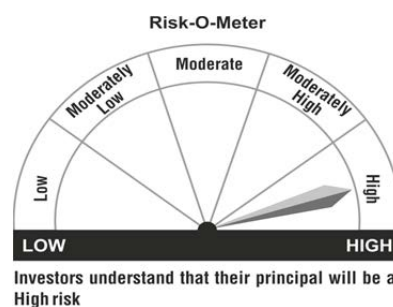 Risk-O-Meter
Moderate
Moderately
Low
Moderately
High
Low
High
LOW
HIGH
Investors understand that their principal will be a
High risk